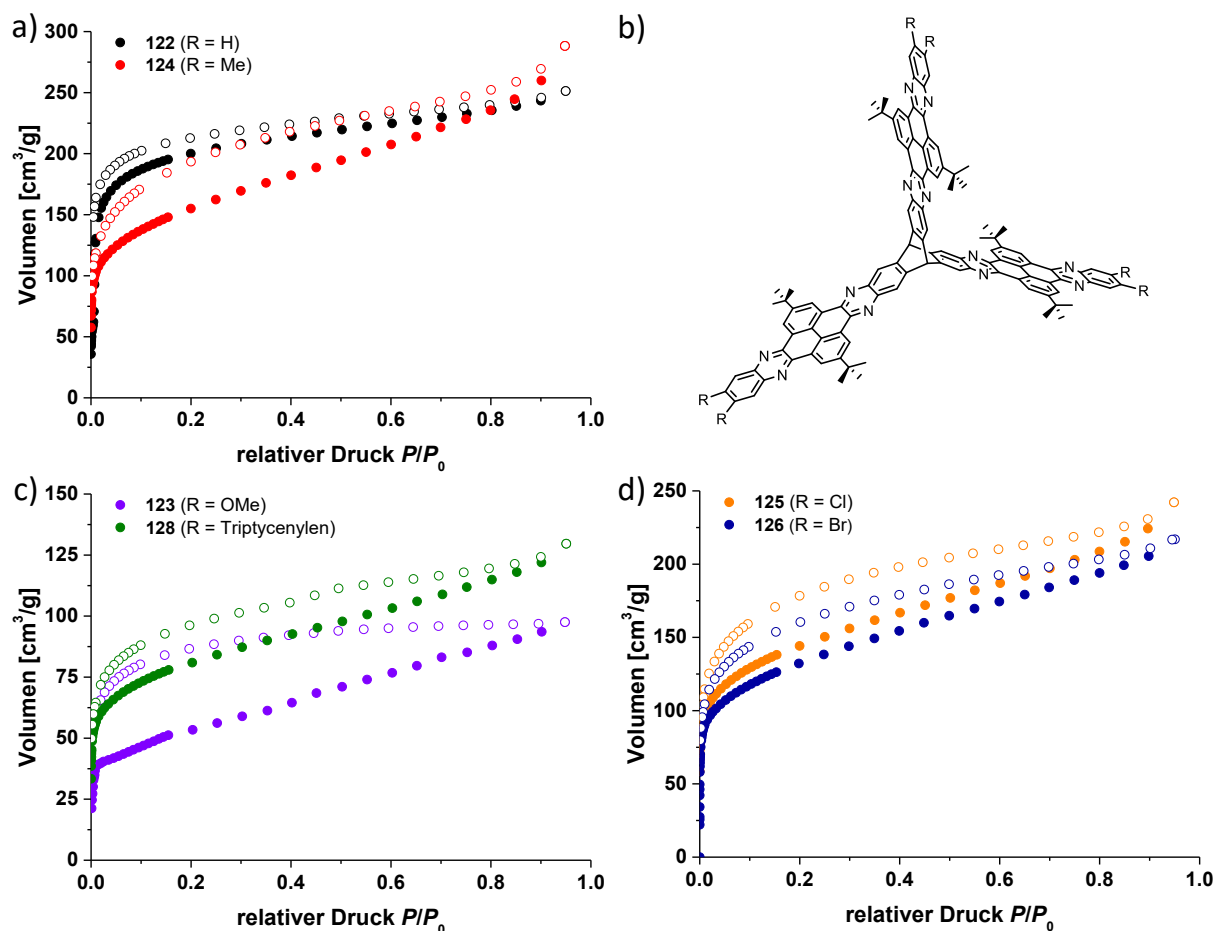 a)
122 (R = H)
124 (R = Me)
Volumen [cm³/g]
300
250
200
150
100
50
0
0.0 0.2 0.4 0.6 0.8 1.0
relativer Druck P/P₀
b)
R
R
N
N
N
N
N
N
N
N
R
R
N
N
N
N
R
R
c)
123 (R = OMe)
128 (R = Triptycenylen)
Volumen [cm³/g]
150
125
100
75
50
25
0
0.0 0.2 0.4 0.6 0.8 1.0
relativer Druck P/P₀
d)
125 (R = Cl)
126 (R = Br)
Volumen [cm³/g]
250
200
150
100
50
0
0.0 0.2 0.4 0.6 0.8 1.0
relativer Druck P/P₀